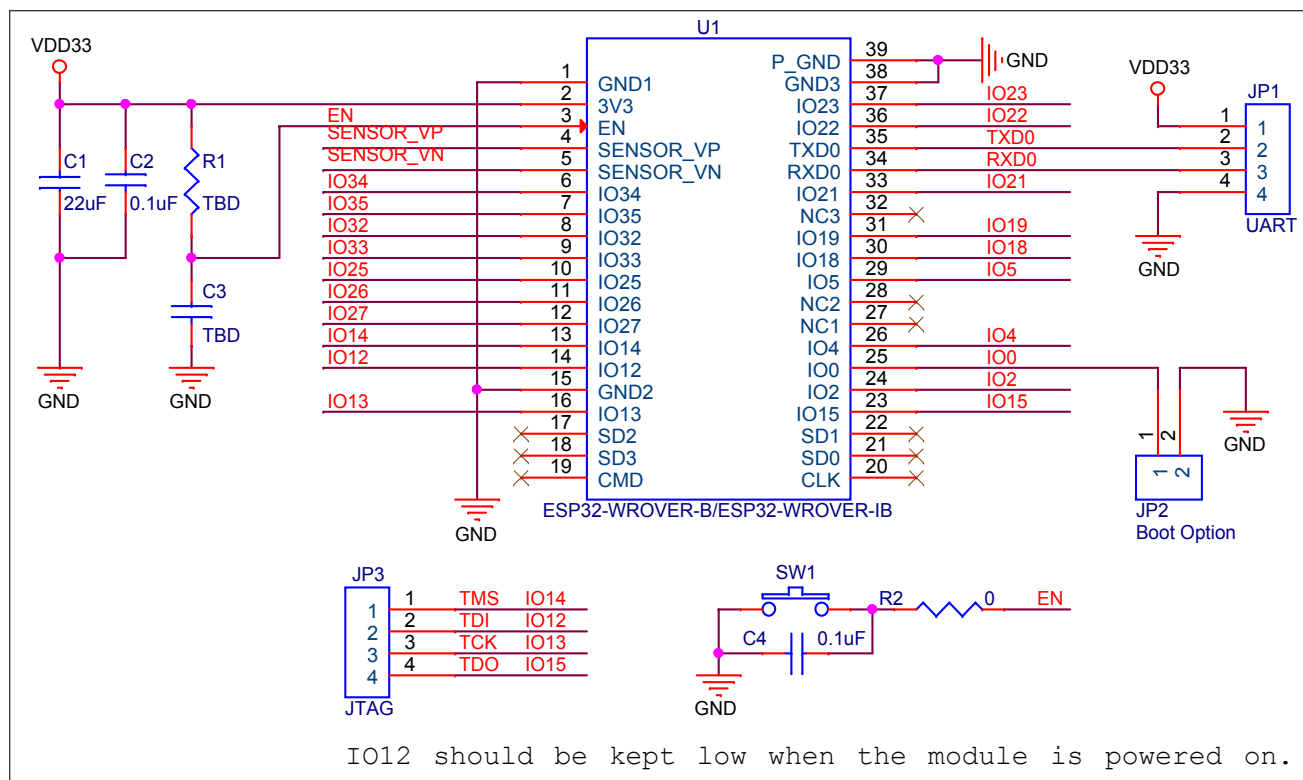 U1
VDD33
C1
22uF
C2
0.1uF
R1
TBD
C3
TBD
GND
GND
EN
SENSOR_VP
SENSOR_VN
IO34
IO35
IO32
IO33
IO25
IO26
IO27
IO14
IO12
IO13
GND
1 GND1
2 3V3
3 EN
4 SENSOR_VP
5 SENSOR_VN
6 IO34
7 IO35
8 IO32
9 IO33
10 IO25
11 IO26
12 IO27
13 IO14
14 IO12
15 GND2
16 IO13
17 SD2
18 SD3
19 CMD
P_GND 39
GND3 38
IO23 37 IO23
IO22 36 IO22
TXD0 35 TXD0
RXD0 34 RXD0
IO21 33 IO21
NC3 32
IO19 31 IO19
IO18 30 IO18
IO5 29 IO5
NC2 28
NC1 27
IO4 26 IO4
IO0 25 IO0
IO2 24 IO2
IO15 23 IO15
SD1 22
SD0 21
CLK 20
ESP32-WROVER-B/ESP32-WROVER-IB
GND
VDD33
JP1
1 1
2 2
3 3
4 4
UART
GND
GND
1 2
1 2
JP2
Boot Option
JP3
1 1 TMS IO14
2 2 TDI IO12
3 3 TCK IO13
4 4 TDO IO15
JTAG
SW1
R2 0 EN
C4 0.1uF
GND
IO12 should be kept low when the module is powered on.